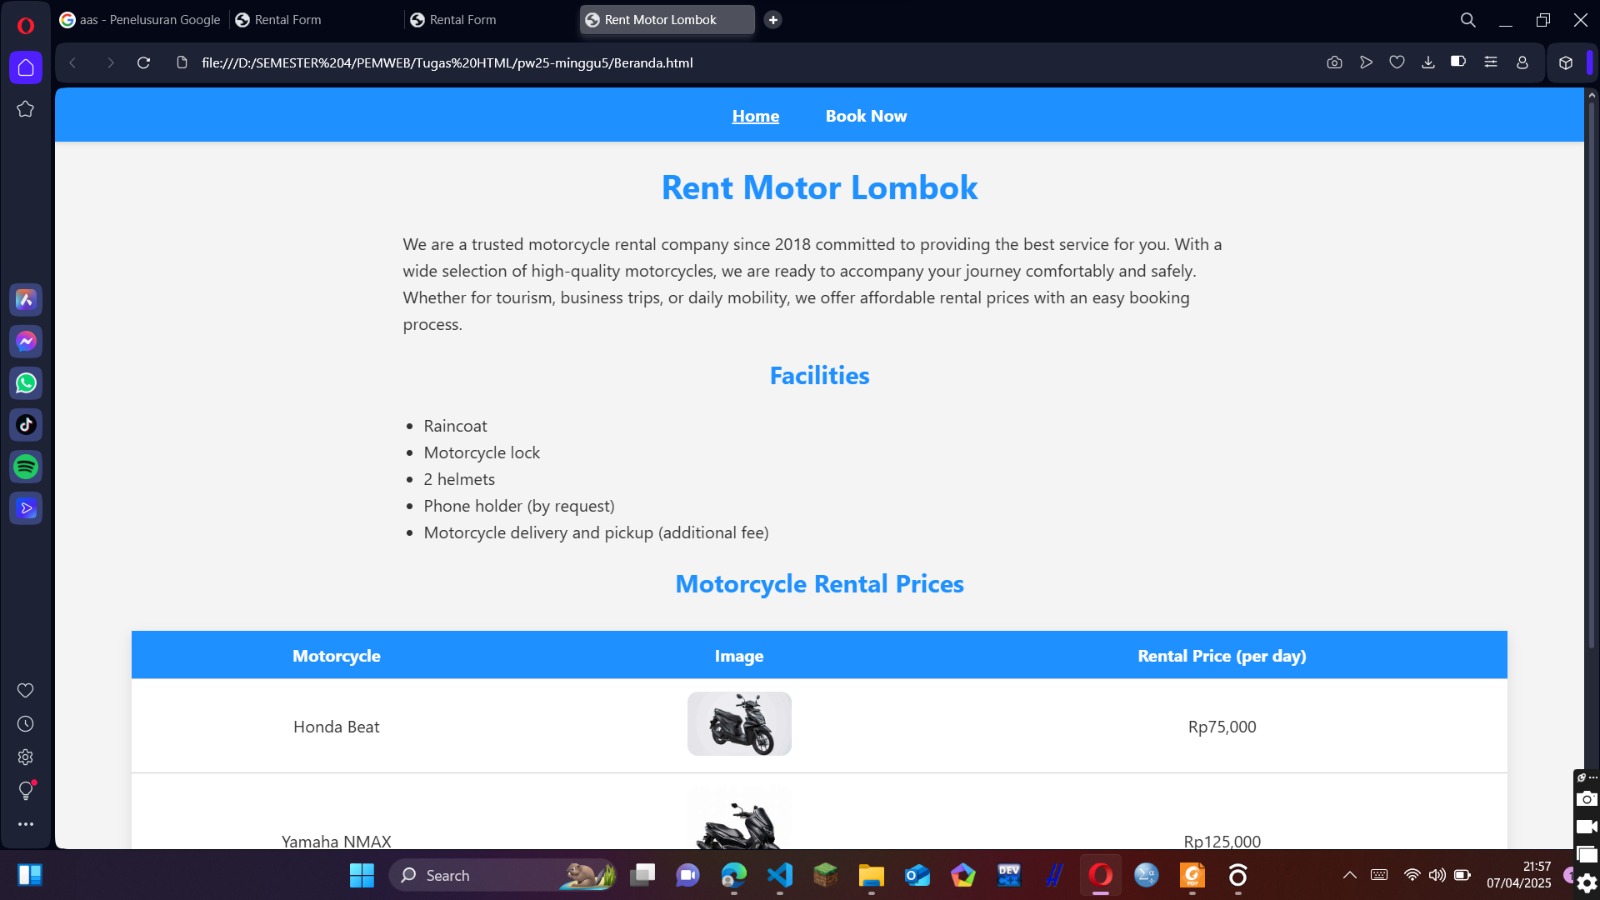 aas - Penelusuran Google
Rental Form
Rental Form
Rent Motor Lombok
file:///D:/SEMESTER%204/PEMWEB/Tugas%20HTML/pw25-minggu5/Beranda.html
Home
Book Now
Rent Motor Lombok
We are a trusted motorcycle rental company since 2018 committed to providing the best service for you. With a
wide selection of high-quality motorcycles, we are ready to accompany your journey comfortably and safely.
Whether for tourism, business trips, or daily mobility, we offer affordable rental prices with an easy booking
process.
Facilities
• Raincoat
• Motorcycle lock
• 2 helmets
• Phone holder (by request)
• Motorcycle delivery and pickup (additional fee)
Motorcycle Rental Prices
Motorcycle Image Rental Price (per day)
Honda Beat Rp75,000
Yamaha NMAX Rp125,000
Search
DEV
21:57
07/04/2025